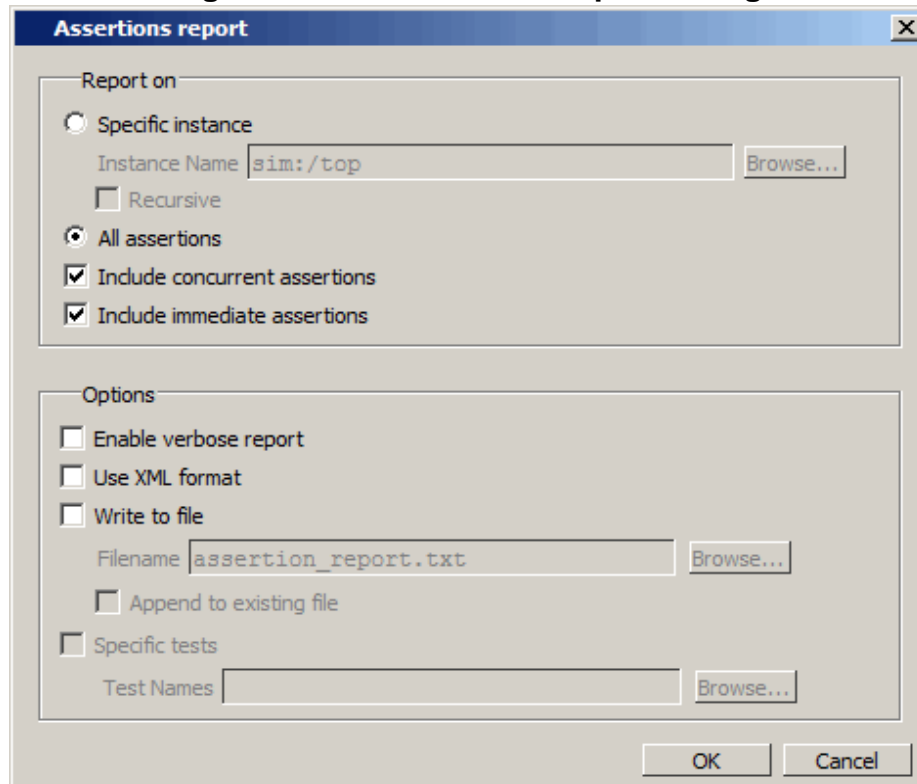 Assertions report
Report on
Specific instance
Instance Name sim:/top Browse...
Recursive
All assertions
Include concurrent assertions
Include immediate assertions
Options
Enable verbose report
Use XML format
Write to file
Filename assertion_report.txt Browse...
Append to existing file
Specific tests
Test Names Browse...
OK Cancel